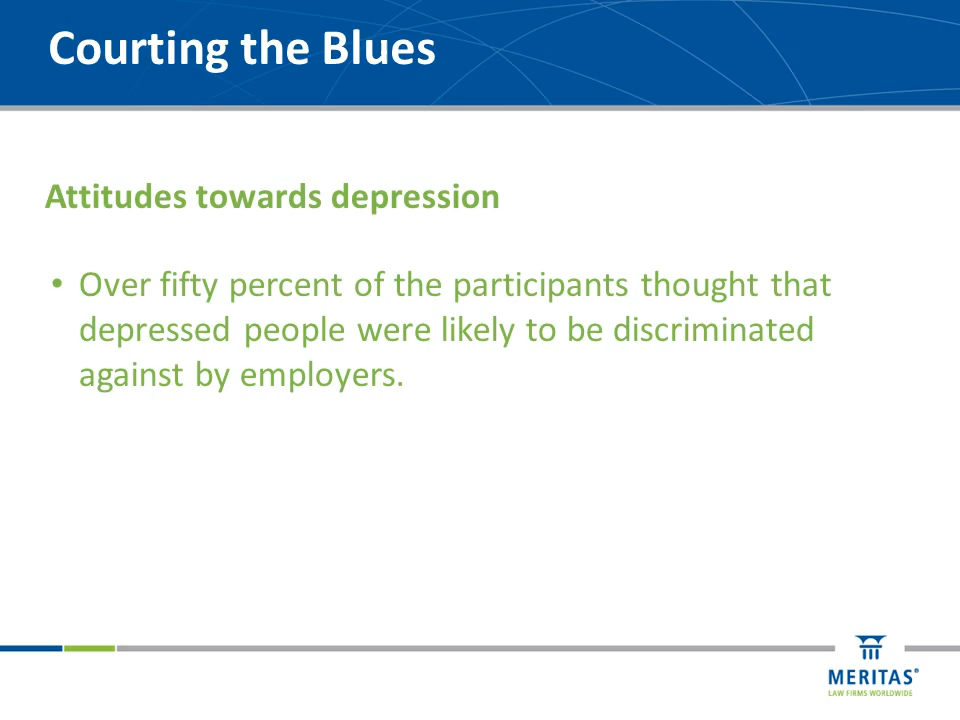 Courting the Blues
Attitudes towards depression
• Over fifty percent of the participants thought that
depressed people were likely to be discriminated
against by employers.
MERITAS®
LAW FIRMS WORLDWIDE